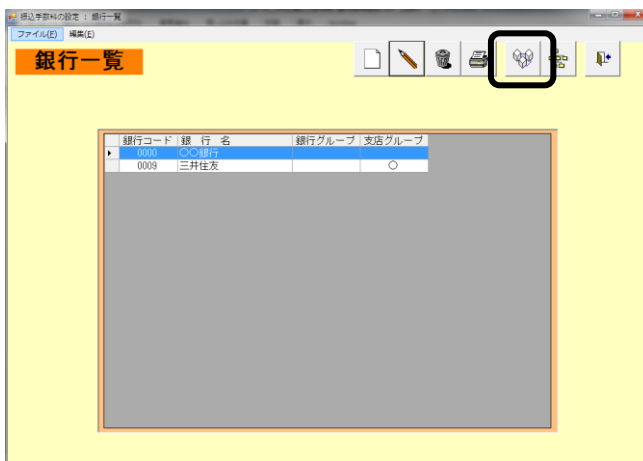 振込手数料の設定 : 銀行一覧
ファイル(F) 編集(E)
銀行一覧
銀行コード 銀 行 名 銀行グループ 支店グループ
0000 〇〇銀行
0009 三井住友 〇